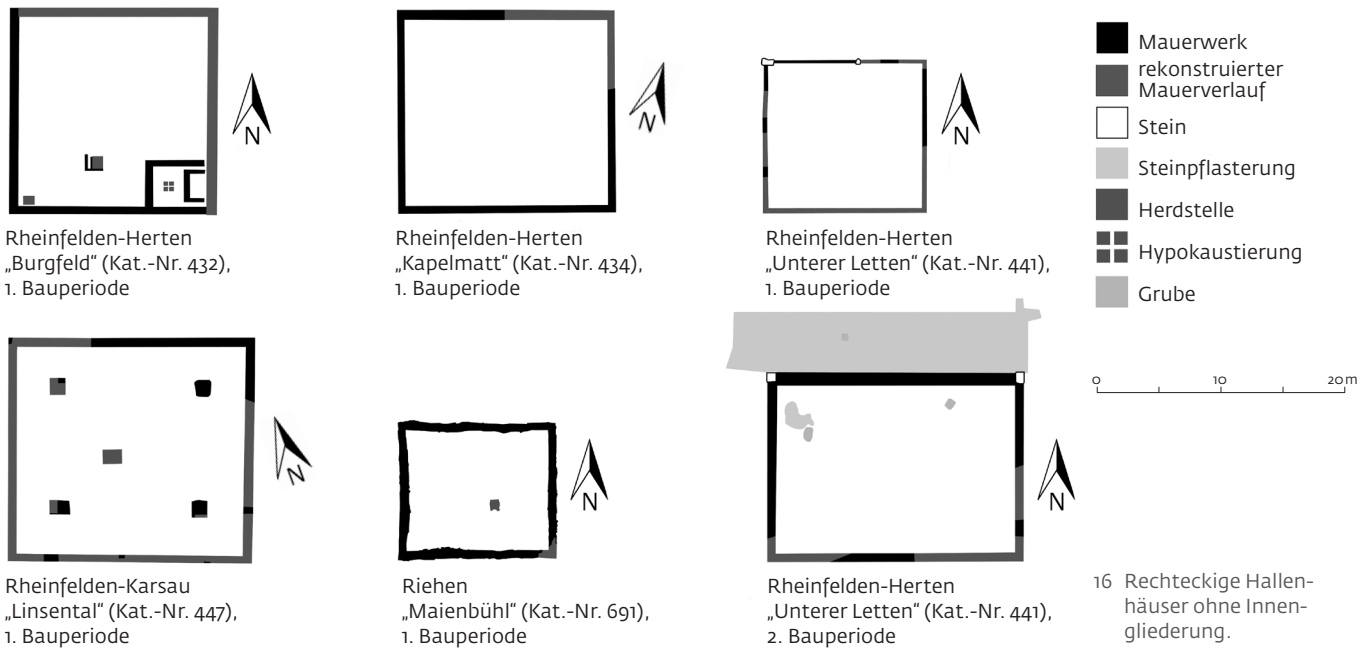 N
Rheinfelden-Herten
„Burgfeld“ (Kat.-Nr. 432),
1. Bauperiode
N
Rheinfelden-Herten
„Kapelmatt“ (Kat.-Nr. 434),
1. Bauperiode
N
Rheinfelden-Herten
„Unterer Letten“ (Kat.-Nr. 441),
1. Bauperiode
Mauerwerk
rekonstruierter
Mauerverlauf
Stein
Steinpflasterung
Herdstelle
Hypokaustierung
Grube
0 10 20 m
N
Rheinfelden-Karsau
„Linsental“ (Kat.-Nr. 447),
1. Bauperiode
N
Riehen
„Maienbühl“ (Kat.-Nr. 691),
1. Bauperiode
N
Rheinfelden-Herten
„Unterer Letten“ (Kat.-Nr. 441),
2. Bauperiode
16 Rechteckige Hallen-
häuser ohne Innen-
gliederung.